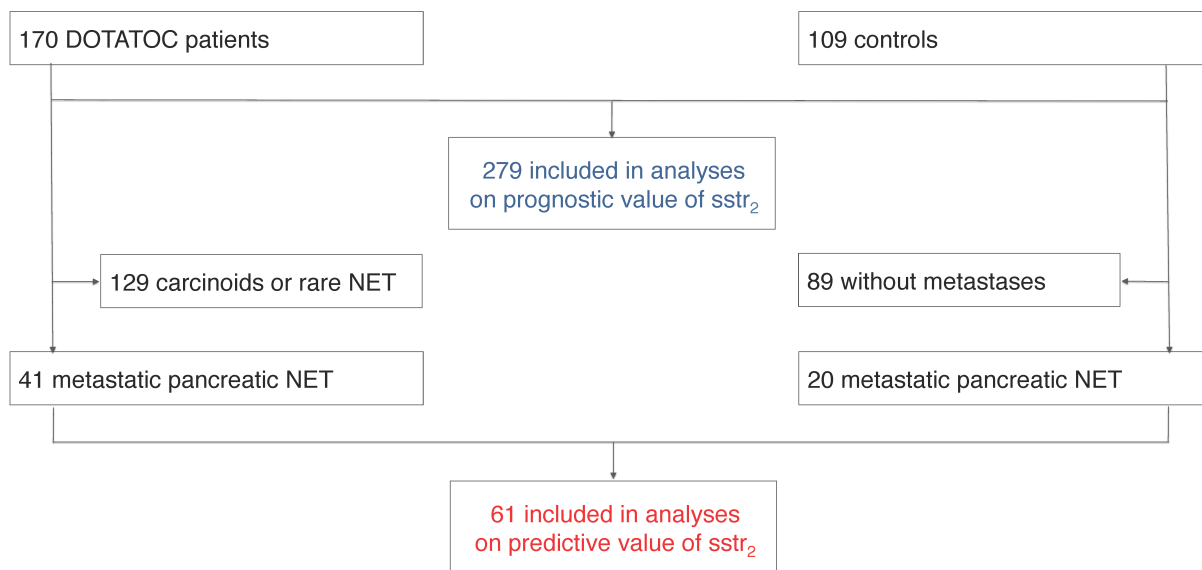 170 DOTATOC patients
109 controls
279 included in analyses
on prognostic value of sstr₂
129 carcinoids or rare NET
89 without metastases
41 metastatic pancreatic NET
20 metastatic pancreatic NET
61 included in analyses
on predictive value of sstr₂